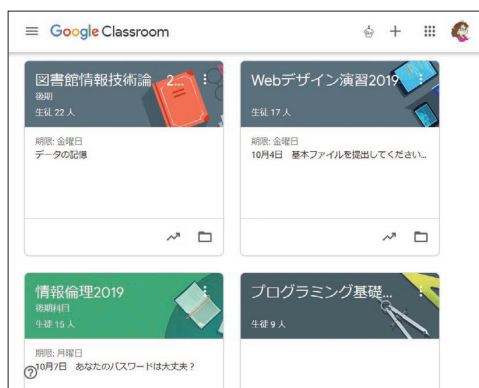 Google Classroom
図書館情報技術論 2...
後期
生徒 22 人
期限: 金曜日
データの記憶
Webデザイン演習2019
生徒 17 人
期限: 金曜日
10月4日 基本ファイルを提出してください...
情報倫理2019
後期科目
生徒 15 人
期限: 月曜日
10月7日 あなたのパスワードは大丈夫？
プログラミング基礎...
生徒 9 人